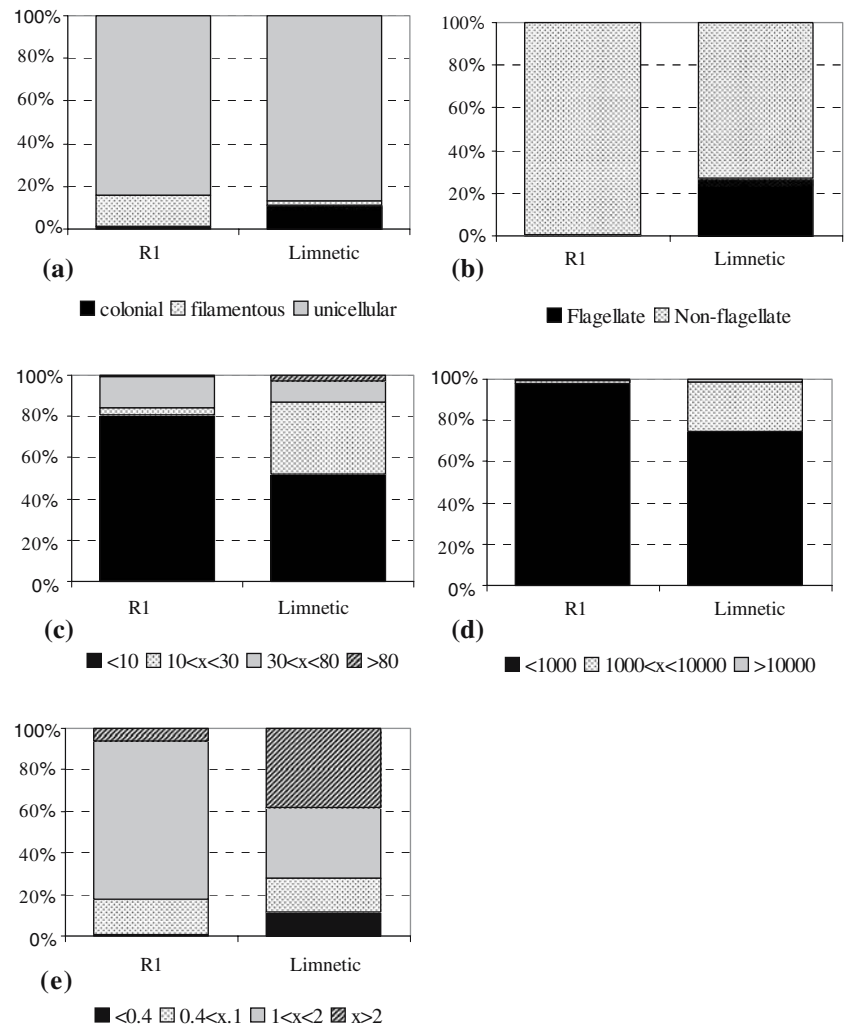 100%
80%
60%
40%
20%
0%
R1 Limnetic
(a)
colonial filamentous unicellular
100%
80%
60%
40%
20%
0%
R1 Limnetic
(b)
Flagellate Non-flagellate
100%
80%
60%
40%
20%
0%
R1 Limnetic
(c)
<10 10<x<30 30<x<80 >80
100%
80%
60%
40%
20%
0%
R1 Limnetic
(d)
<1000 1000<x<10000 >10000
100%
80%
60%
40%
20%
0%
R1 Limnetic
(e)
<0.4 0.4<x.1 1<x<2 x>2